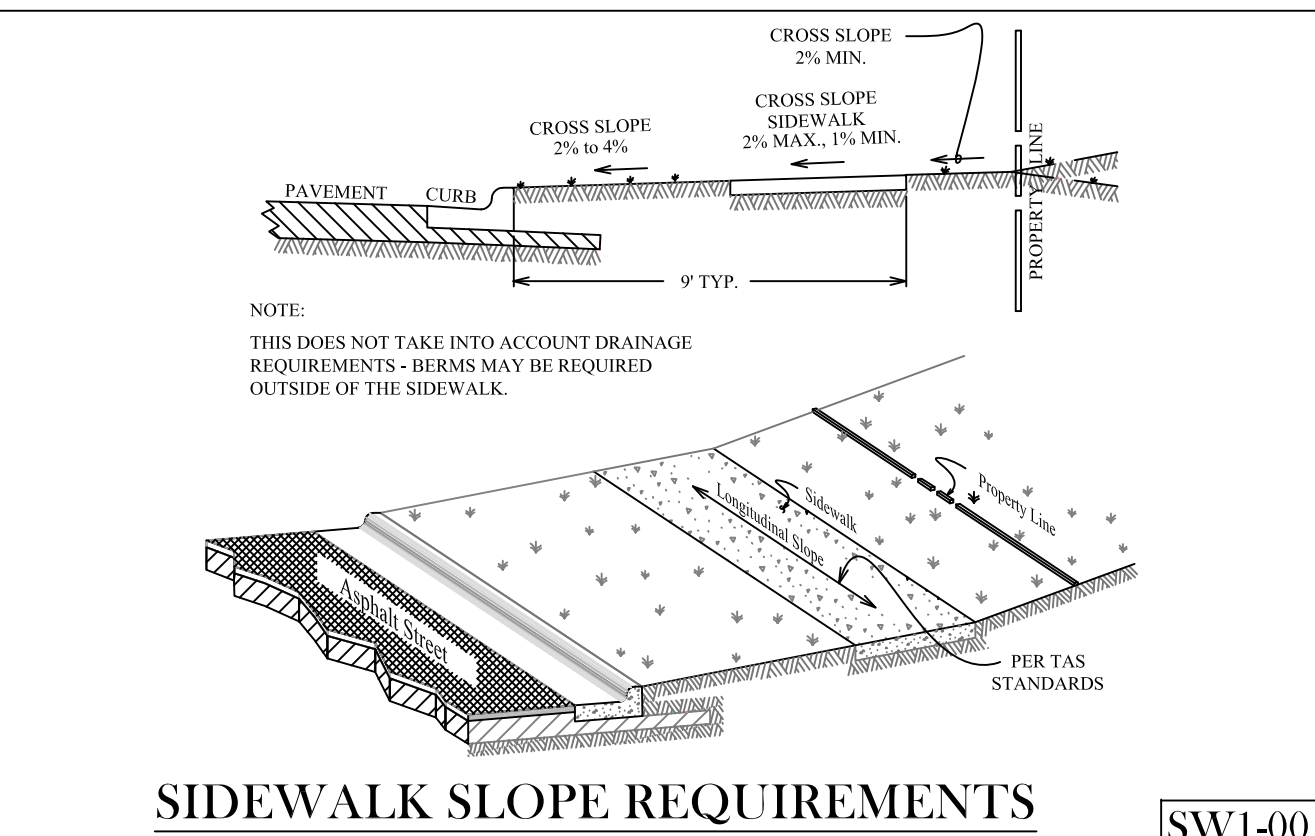 CROSS SLOPE
2% MIN.
CROSS SLOPE
SIDEWALK
2% MAX., 1% MIN.
CROSS SLOPE
2% to 4%
PAVEMENT
CURB
PROPERTY LINE
9' TYP.
NOTE:
THIS DOES NOT TAKE INTO ACCOUNT DRAINAGE
REQUIREMENTS - BERMS MAY BE REQUIRED
OUTSIDE OF THE SIDEWALK.
Property Line
Sidewalk
Longitudinal Slope
Asphalt Street
PER TAS
STANDARDS
SIDEWALK SLOPE REQUIREMENTS
SW1-00